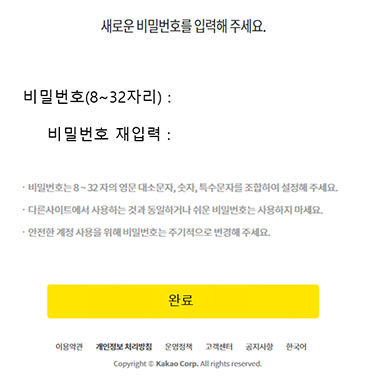 새로운 비밀번호를 입력해 주세요.
비밀번호(8~32자리) :
비밀번호 재입력 :
· 비밀번호는 8 ~ 32 자의 영문 대소문자, 숫자, 특수문자를 조합하여 설정해 주세요.
· 다른사이트에서 사용하는 것과 동일하거나 쉬운 비밀번호는 사용하지 마세요.
· 안전한 계정 사용을 위해 비밀번호는 주기적으로 변경해 주세요.
완료
이용약관 개인정보 처리방침 운영정책 고객센터 공지사항 한국어
Copyright © Kakao Corp. All rights reserved.